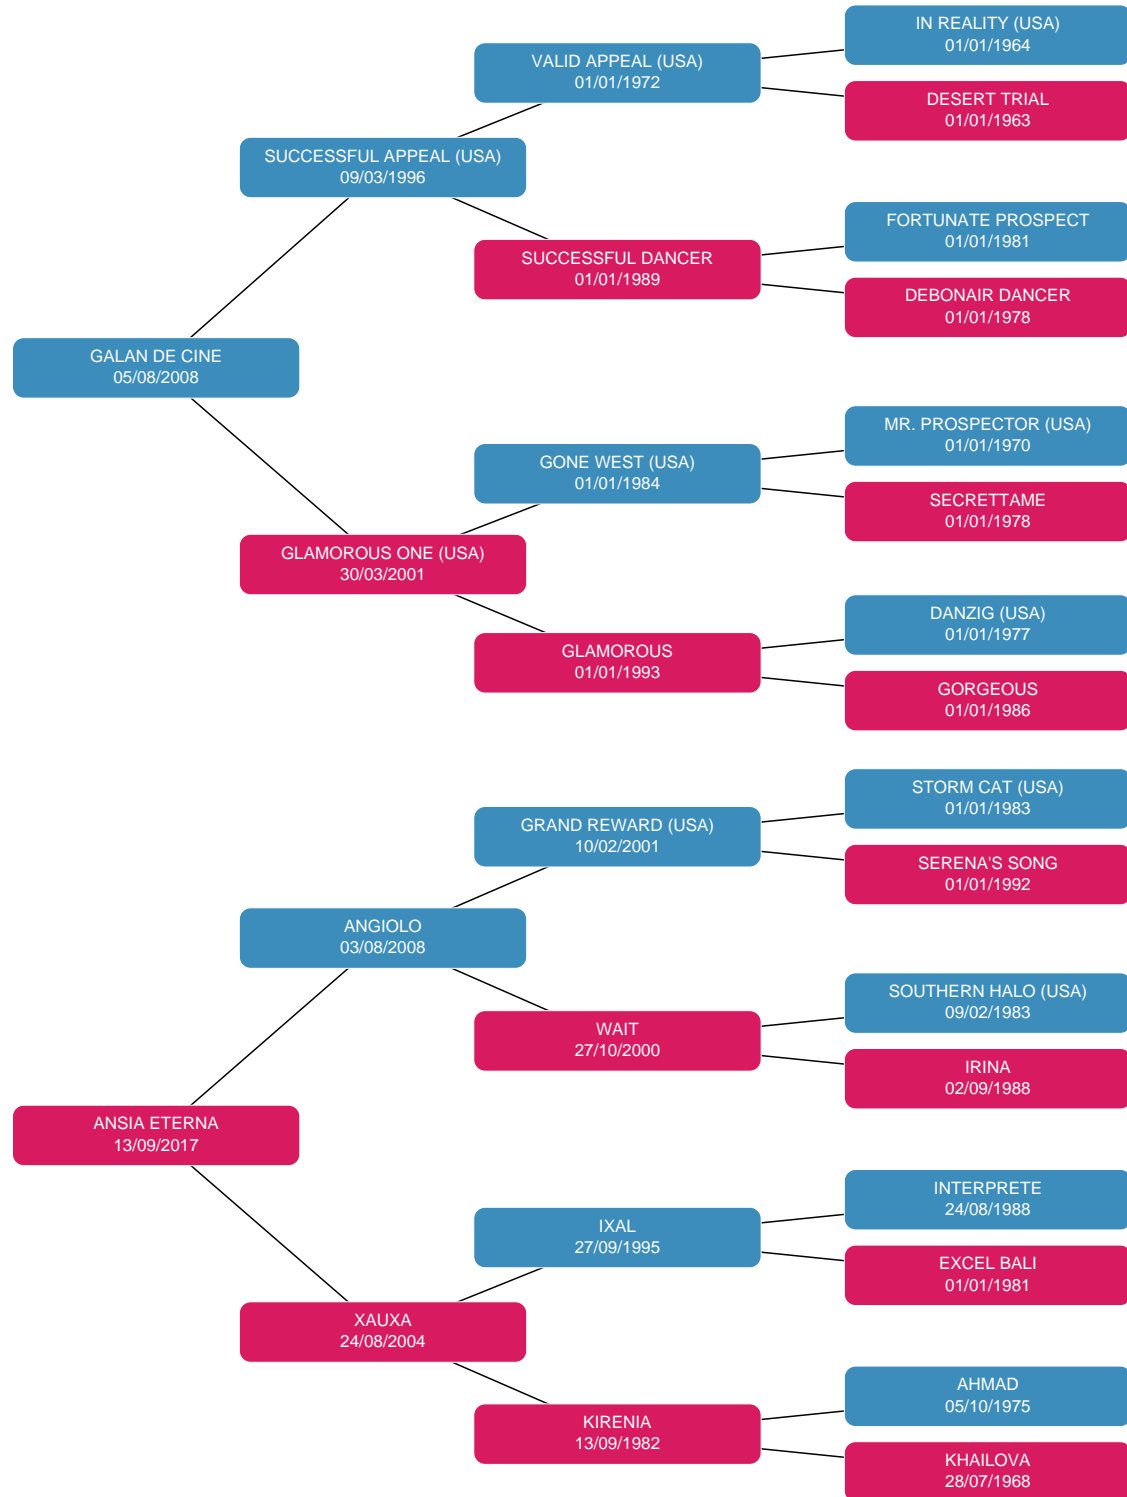 IN REALITY (USA)
01/01/1964
VALID APPEAL (USA)
01/01/1972
DESERT TRIAL
01/01/1963
SUCCESSFUL APPEAL (USA)
09/03/1996
FORTUNATE PROSPECT
01/01/1981
SUCCESSFUL DANCER
01/01/1989
DEBONAIR DANCER
01/01/1978
GALAN DE CINE
05/08/2008
MR. PROSPECTOR (USA)
01/01/1970
GONE WEST (USA)
01/01/1984
SECRETTAME
01/01/1978
GLAMOROUS ONE (USA)
30/03/2001
DANZIG (USA)
01/01/1977
GLAMOROUS
01/01/1993
GORGEOUS
01/01/1986
STORM CAT (USA)
01/01/1983
GRAND REWARD (USA)
10/02/2001
SERENA'S SONG
01/01/1992
ANGIOLO
03/08/2008
SOUTHERN HALO (USA)
09/02/1983
WAIT
27/10/2000
IRINA
02/09/1988
ANSIA ETERNA
13/09/2017
INTERPRETE
24/08/1988
IXAL
27/09/1995
EXCEL BALI
01/01/1981
XAUXA
24/08/2004
AHMAD
05/10/1975
KIRENIA
13/09/1982
KHAILOVA
28/07/1968